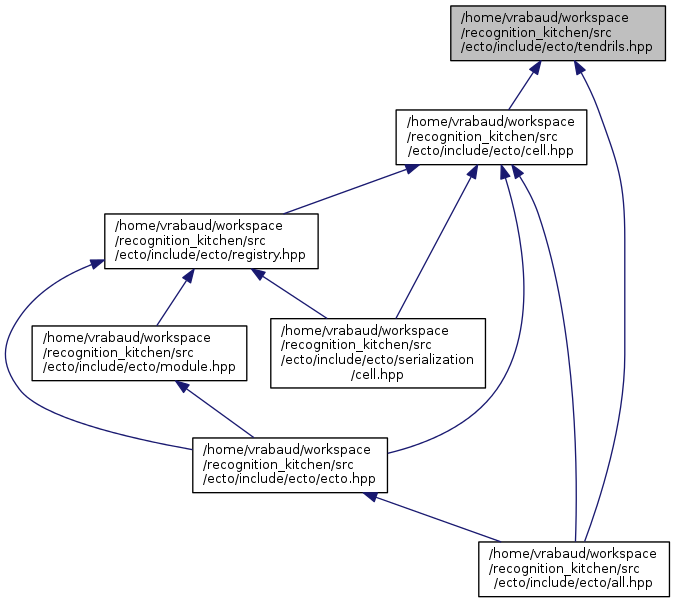 /home/vrabaud/workspace
/recognition_kitchen/src
/ecto/include/ecto/tendrils.hpp
/home/vrabaud/workspace
/recognition_kitchen/src
/ecto/include/ecto/cell.hpp
/home/vrabaud/workspace
/recognition_kitchen/src
/ecto/include/ecto/registry.hpp
/home/vrabaud/workspace
/recognition_kitchen/src
/ecto/include/ecto/module.hpp
/home/vrabaud/workspace
/recognition_kitchen/src
/ecto/include/ecto/serialization
/cell.hpp
/home/vrabaud/workspace
/recognition_kitchen/src
/ecto/include/ecto/ecto.hpp
/home/vrabaud/workspace
/recognition_kitchen/src
/ecto/include/ecto/all.hpp